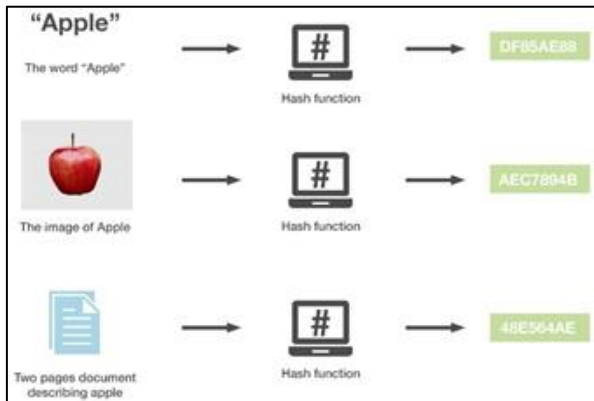 “Apple”
The word “Apple”
#
Hash function
DF85AE88
The image of Apple
#
Hash function
AEC7894B
Two pages document
describing apple
#
Hash function
48E564AE